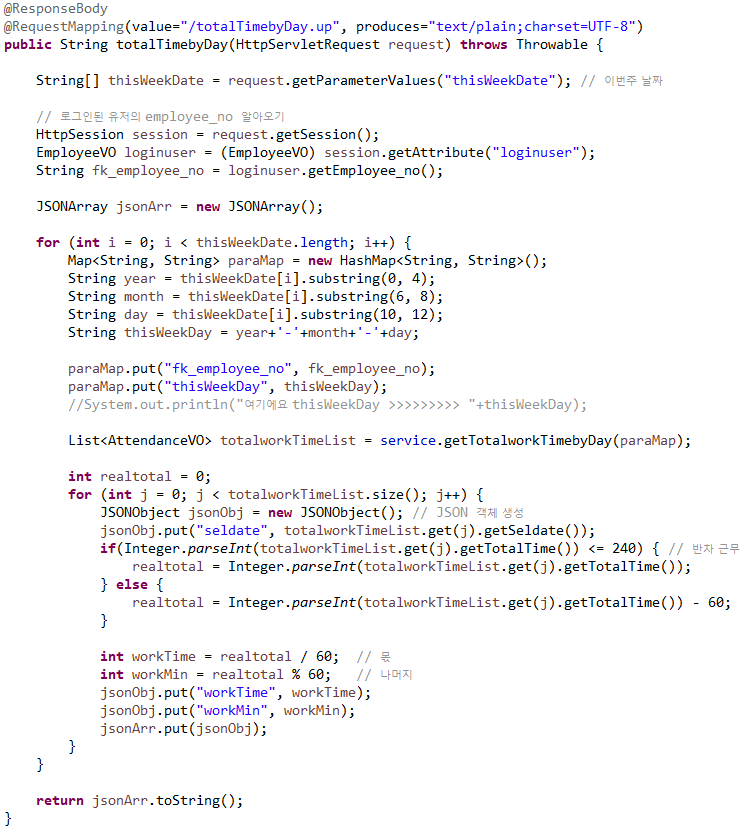 @ResponseBody
@RequestMapping(value="/totalTimebyDay.up", produces="text/plain;charset=UTF-8")
public String totalTimebyDay(HttpServletRequest request) throws Throwable {

    String[] thisWeekDate = request.getParameterValues("thisWeekDate"); // 이번주 날짜

    // 로그인된 유저의 employee_no 알아오기
    HttpSession session = request.getSession();
    EmployeeVO loginuser = (EmployeeVO) session.getAttribute("loginuser");
    String fk_employee_no = loginuser.getEmployee_no();

    JSONArray jsonArr = new JSONArray();

    for (int i = 0; i < thisWeekDate.length; i++) {
        Map<String, String> paraMap = new HashMap<String, String>();
        String year = thisWeekDate[i].substring(0, 4);
        String month = thisWeekDate[i].substring(6, 8);
        String day = thisWeekDate[i].substring(10, 12);
        String thisWeekDay = year+'-'+month+'-'+day;

        paraMap.put("fk_employee_no", fk_employee_no);
        paraMap.put("thisWeekDay", thisWeekDay);
        //System.out.println("여기에요 thisWeekDay >>>>>>>>> "+thisWeekDay);

        List<AttendanceVO> totalworkTimeList = service.getTotalworkTimebyDay(paraMap);

        int realtotal = 0;
        for (int j = 0; j < totalworkTimeList.size(); j++) {
            JSONObject jsonObj = new JSONObject(); // JSON 객체 생성
            jsonObj.put("seldate", totalworkTimeList.get(j).getSeldate());
            if(Integer.parseInt(totalworkTimeList.get(j).getTotalTime()) <= 240) { // 반차 근무
                realtotal = Integer.parseInt(totalworkTimeList.get(j).getTotalTime());
            } else {
                realtotal = Integer.parseInt(totalworkTimeList.get(j).getTotalTime()) - 60;
            }

            int workTime = realtotal / 60;  // 몫
            int workMin = realtotal % 60;   // 나머지
            jsonObj.put("workTime", workTime);
            jsonObj.put("workMin", workMin);
            jsonArr.put(jsonObj);
        }
    }

    return jsonArr.toString();
}